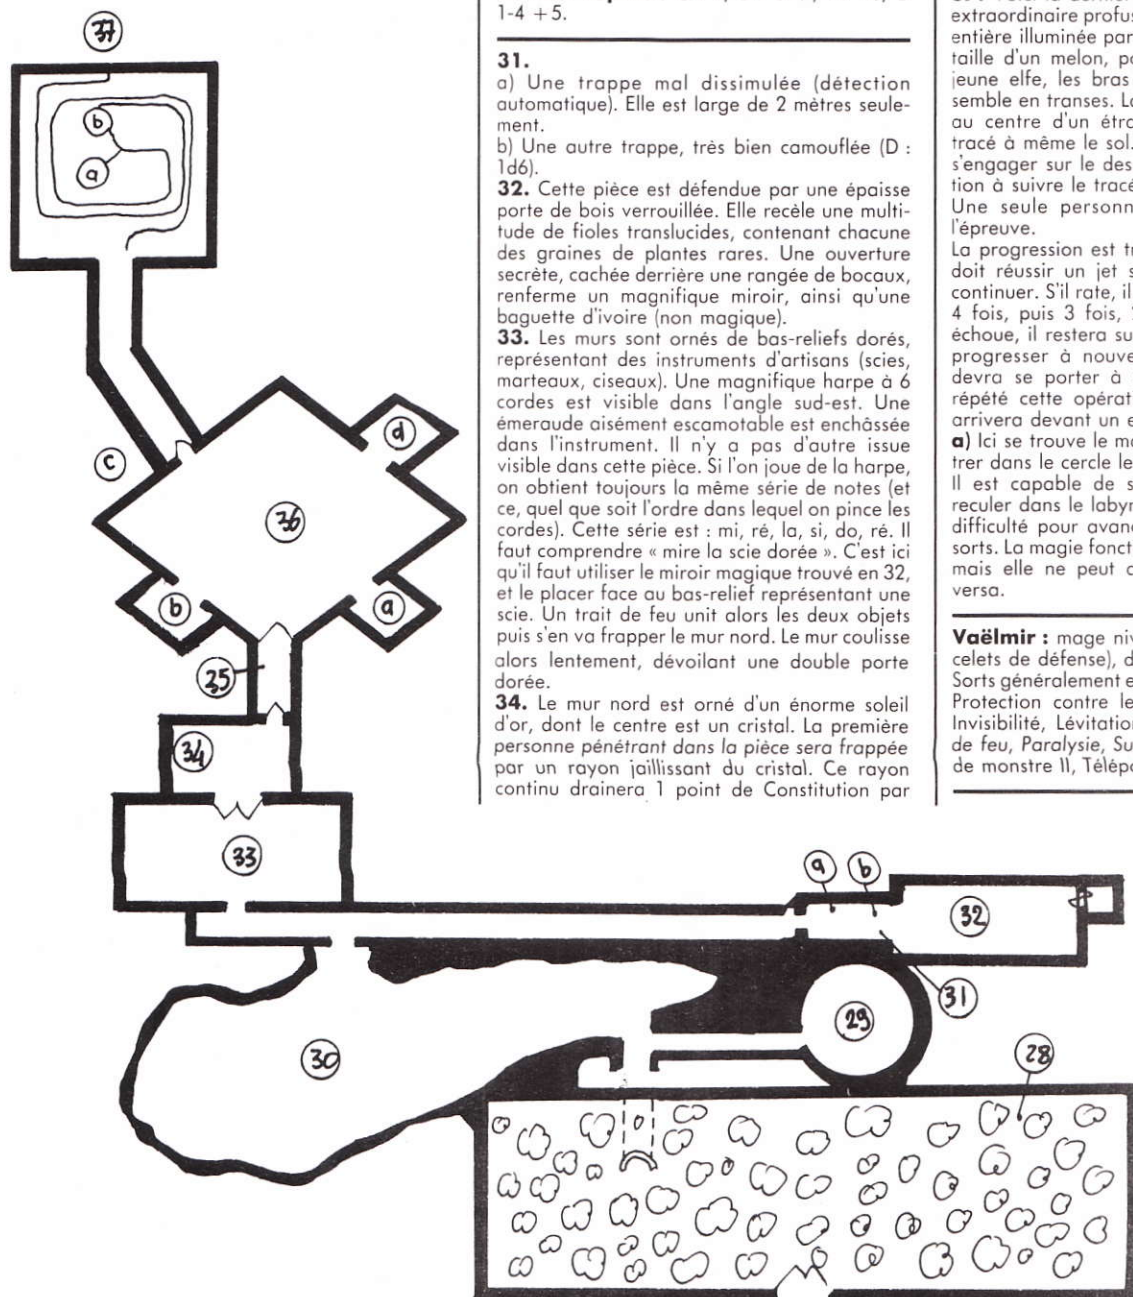 1-4 +5.
31.
a) Une trappe mal dissimulée (détection
automatique). Elle est large de 2 mètres seule-
ment.
b) Une autre trappe, très bien camouflée (D :
1d6).
32. Cette pièce est défendue par une épaisse
porte de bois verrouillée. Elle recèle une multi-
tude de fioles translucides, contenant chacune
des graines de plantes rares. Une ouverture
secrète, cachée derrière une rangée de bocaux,
renferme un magnifique miroir, ainsi qu'une
baguette d'ivoire (non magique).
33. Les murs sont ornés de bas-reliefs dorés,
représentant des instruments d'artisans (scies,
marteaux, ciseaux). Une magnifique harpe à 6
cordes est visible dans l'angle sud-est. Une
émeraude aisément escamotable est enchâssée
dans l'instrument. Il n'y a pas d'autre issue
visible dans cette pièce. Si l'on joue de la harpe,
on obtient toujours la même série de notes (et
ce, quel que soit l'ordre dans lequel on pince les
cordes). Cette série est : mi, ré, la, si, do, ré. Il
faut comprendre « mire la scie dorée ». C'est ici
qu'il faut utiliser le miroir magique trouvé en 32,
et le placer face au bas-relief représentant une
scie. Un trait de feu unit alors les deux objets
puis s'en va frapper le mur nord. Le mur coulisse
alors lentement, dévoilant une double porte
dorée.
34. Le mur nord est orné d'un énorme soleil
d'or, dont le centre est un cristal. La première
personne pénétrant dans la pièce sera frappée
par un rayon jaillissant du cristal. Ce rayon
continu drainera 1 point de Constitution par
extraordinaire profus
entière illuminée par
taille d'un melon, po
jeune elfe, les bras
semble en transes. La
au centre d'un étra
tracé à même le sol.
s'engager sur le des
tion à suivre le tracé
Une seule personn
l'épreuve.
La progression est tr
doit réussir un jet s
continuer. S'il rate, il
4 fois, puis 3 fois,
échoue, il restera su
progresser à nouve
devra se porter à
répété cette opérat
arrivera devant un e
a) Ici se trouve le ma
trer dans le cercle le
Il est capable de s
reculer dans le labyr
difficulté pour avanc
sorts. La magie fonct
mais elle ne peut c
versa.
Vaëlmir : mage niv
celets de défense), d
Sorts généralement e
Protection contre le
Invisibilité, Lévitation
de feu, Paralysie, Su
de monstre II, Télépo
37
b
a
c
d
36
b
a
35
34
33
a
b
32
31
29
30
28